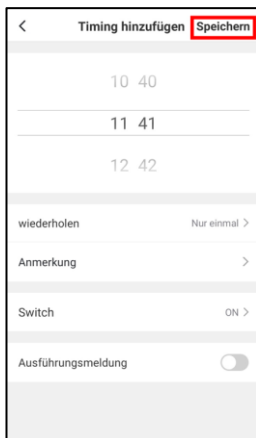 < Timing hinzufügen Speichern
10 40
11 41
12 42
wiederholen Nur einmal >
Anmerkung >
Switch ON >
Ausführungsmeldung